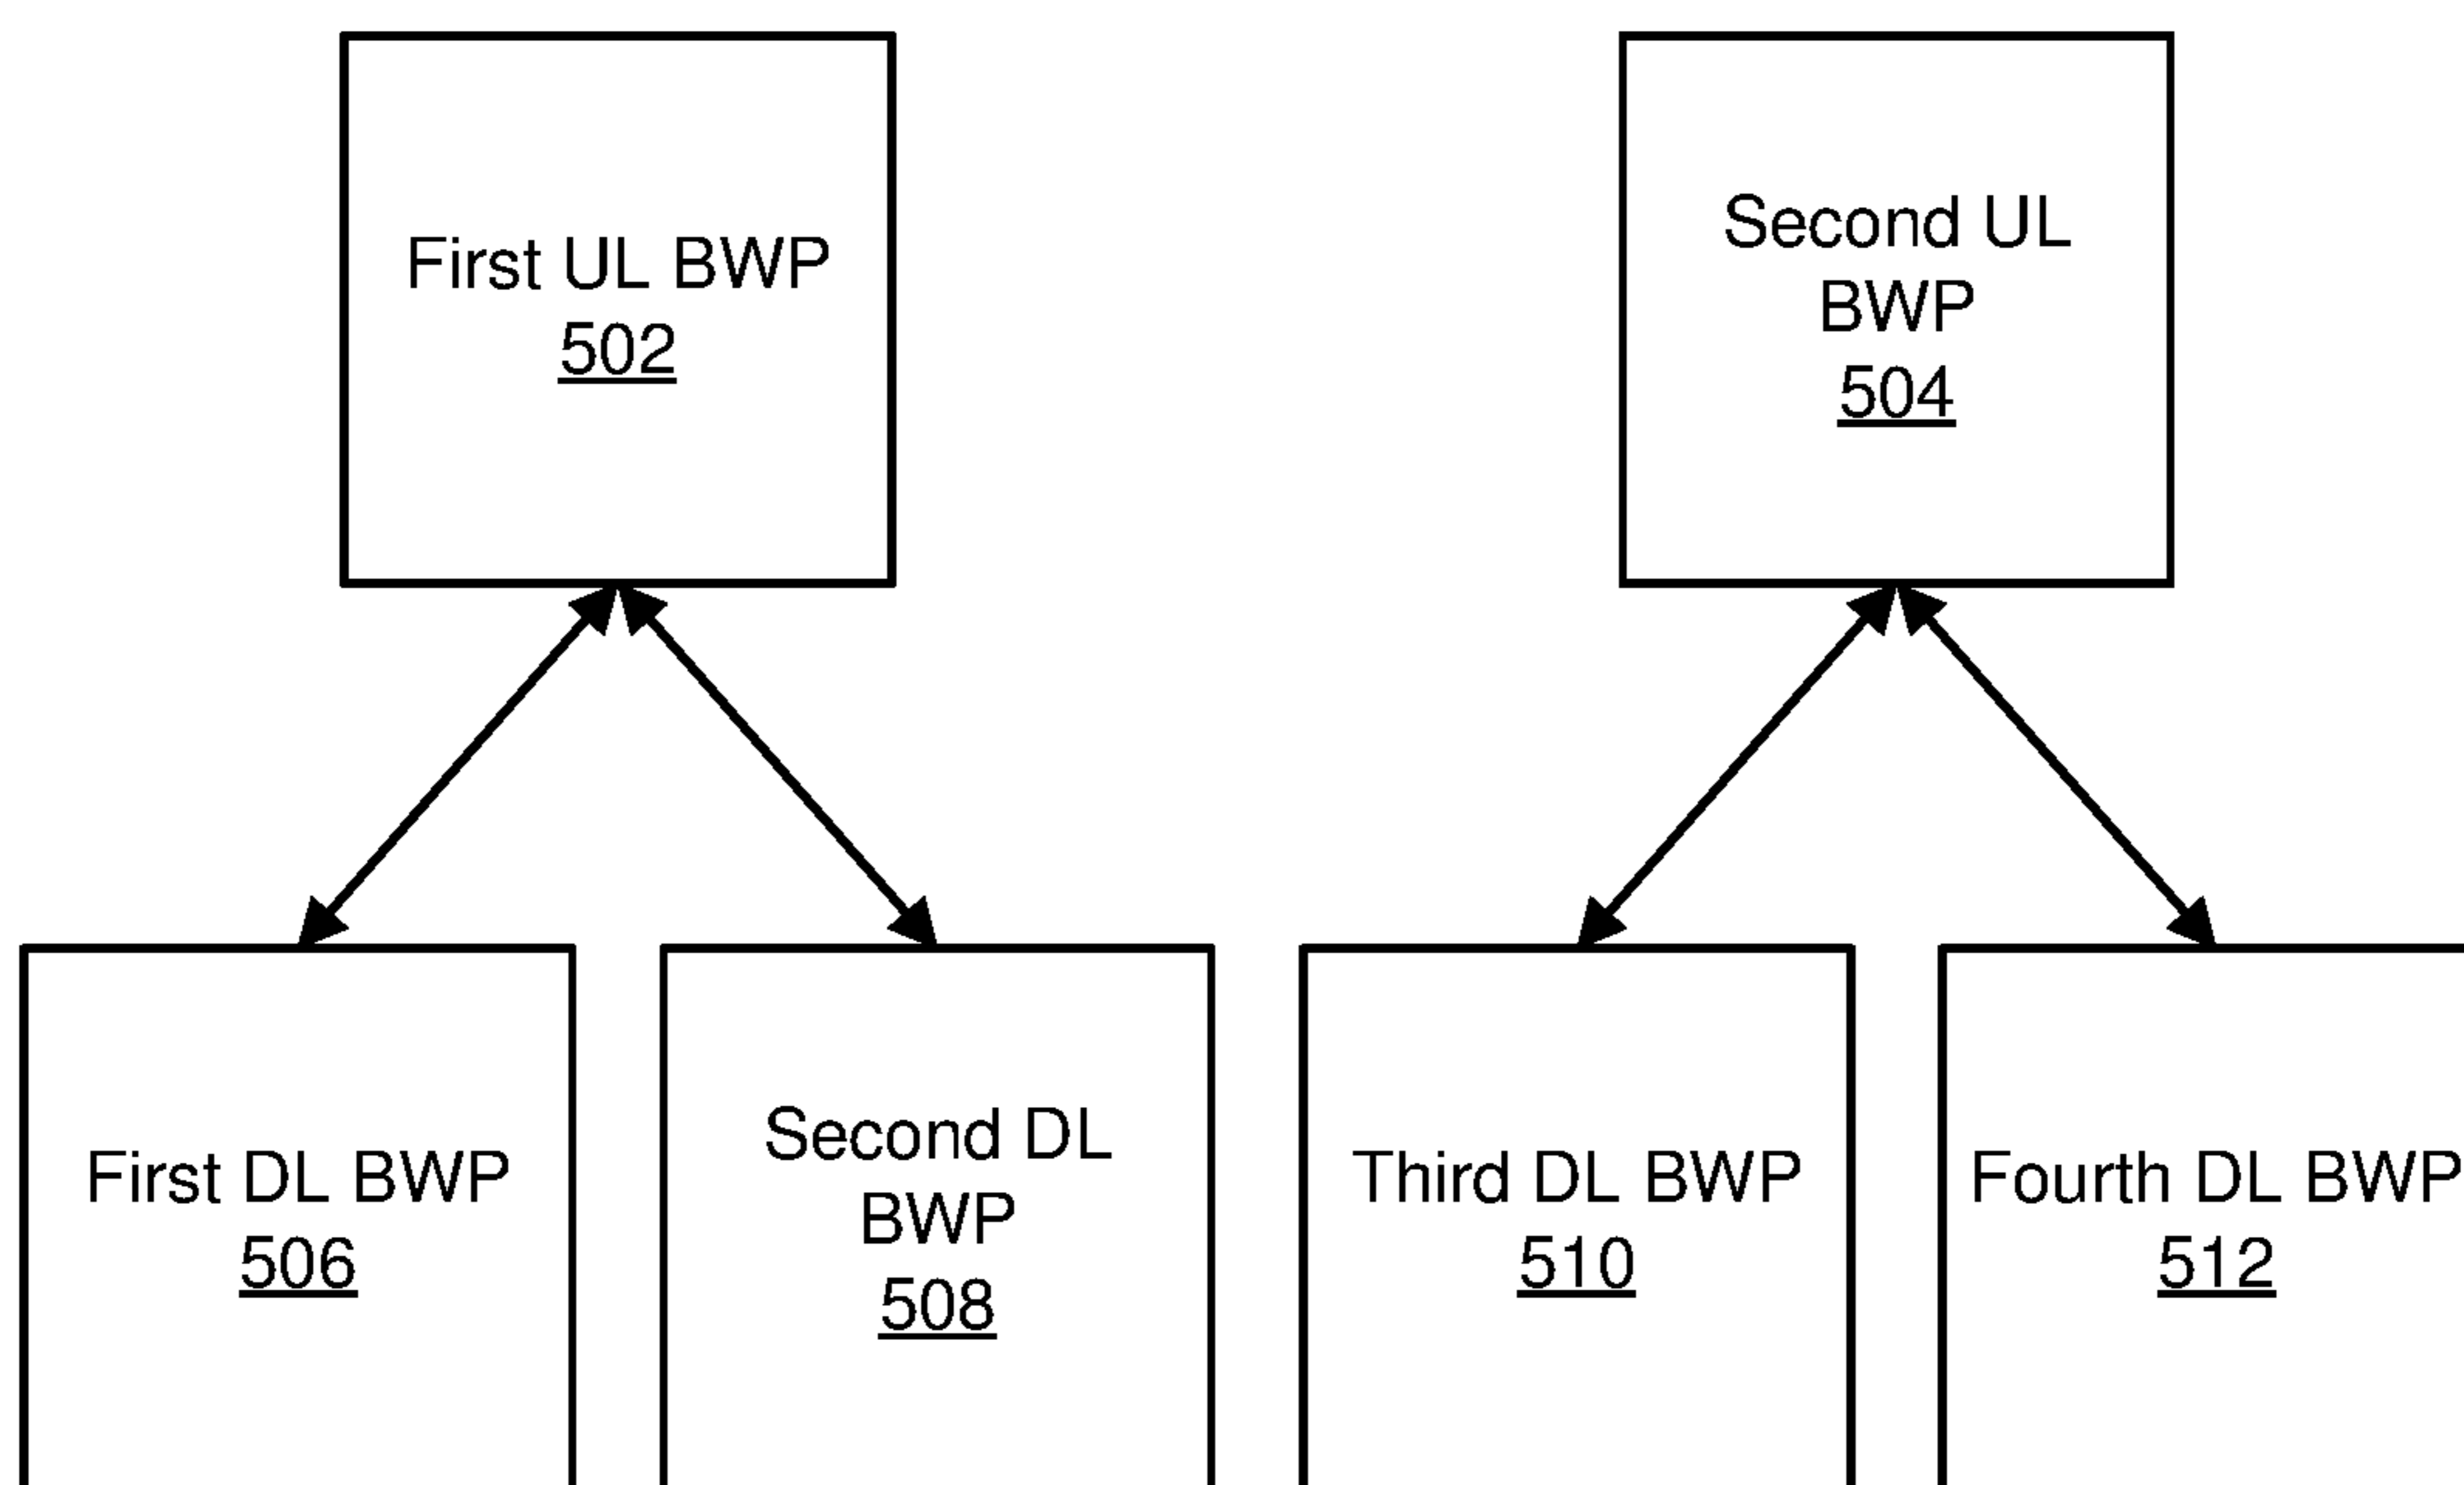 First UL BWP
502
Second UL
BWP
504
First DL BWP
506
Second DL
BWP
508
Third DL BWP
510
Fourth DL BWP
512